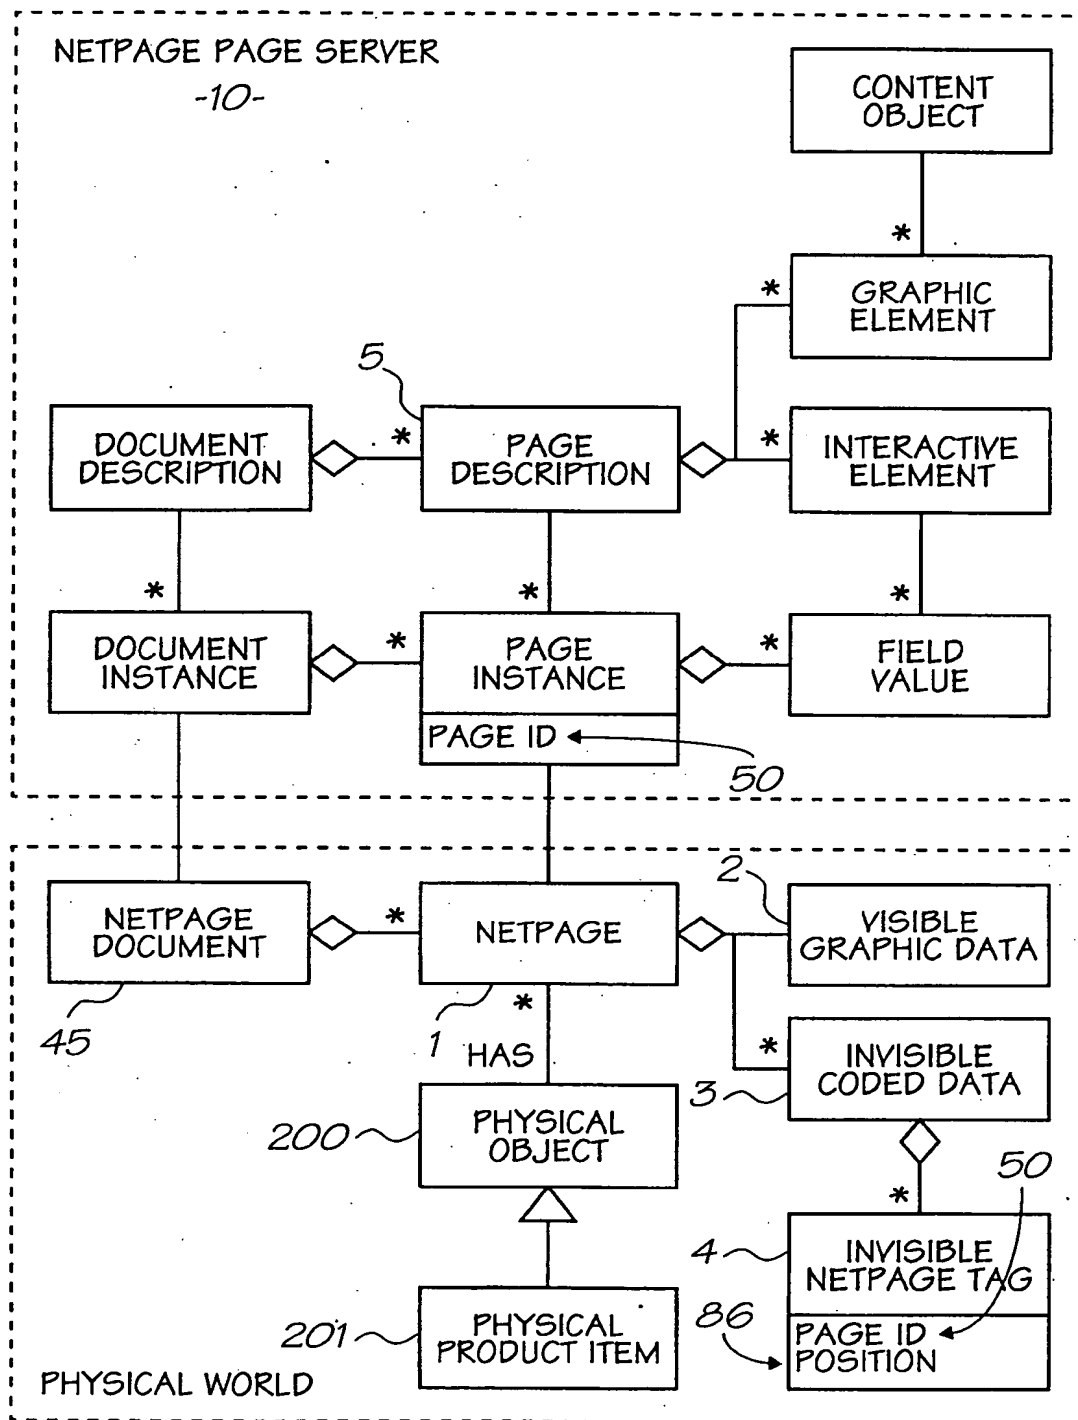 NETPAGE PAGE SERVER
-10-
CONTENT
OBJECT
*
*
GRAPHIC
ELEMENT
5
DOCUMENT
DESCRIPTION
*
PAGE
DESCRIPTION
*
INTERACTIVE
ELEMENT
*
*
*
DOCUMENT
INSTANCE
*
PAGE
INSTANCE
*
FIELD
VALUE
PAGE ID
50
NETPAGE
DOCUMENT
*
NETPAGE
2
VISIBLE
GRAPHIC DATA
45
1
*
HAS
*
INVISIBLE
CODED DATA
3
200
PHYSICAL
OBJECT
*
50
4
INVISIBLE
NETPAGE TAG
86
PAGE ID
POSITION
201
PHYSICAL
PRODUCT ITEM
PHYSICAL WORLD